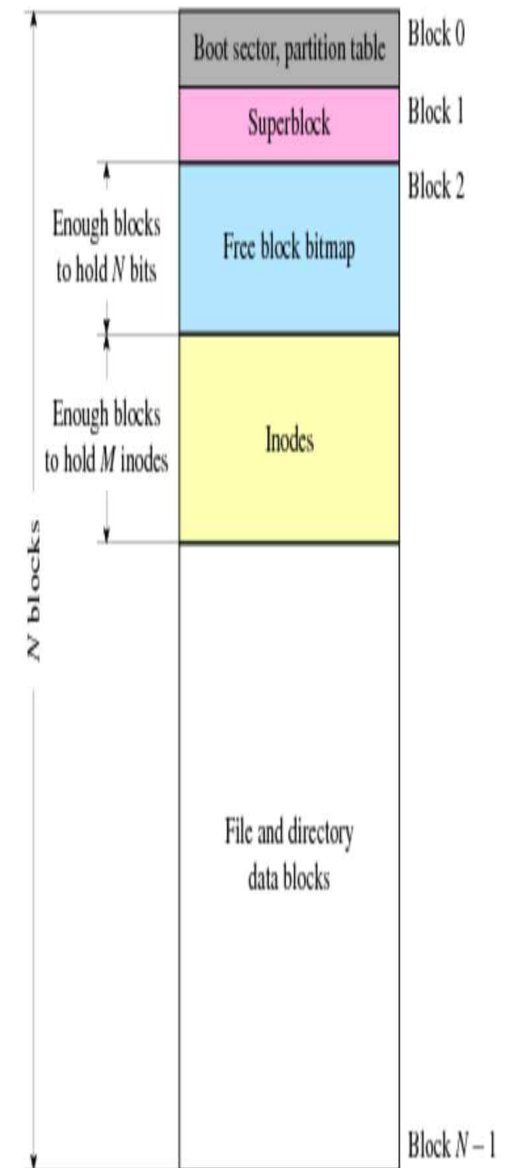 Boot sector, partition table
Block 0
Superblock
Block 1
Block 2
Enough blocks
to hold N bits
Free block bitmap
Enough blocks
to hold M inodes
Inodes
N blocks
File and directory
data blocks
Block N – 1